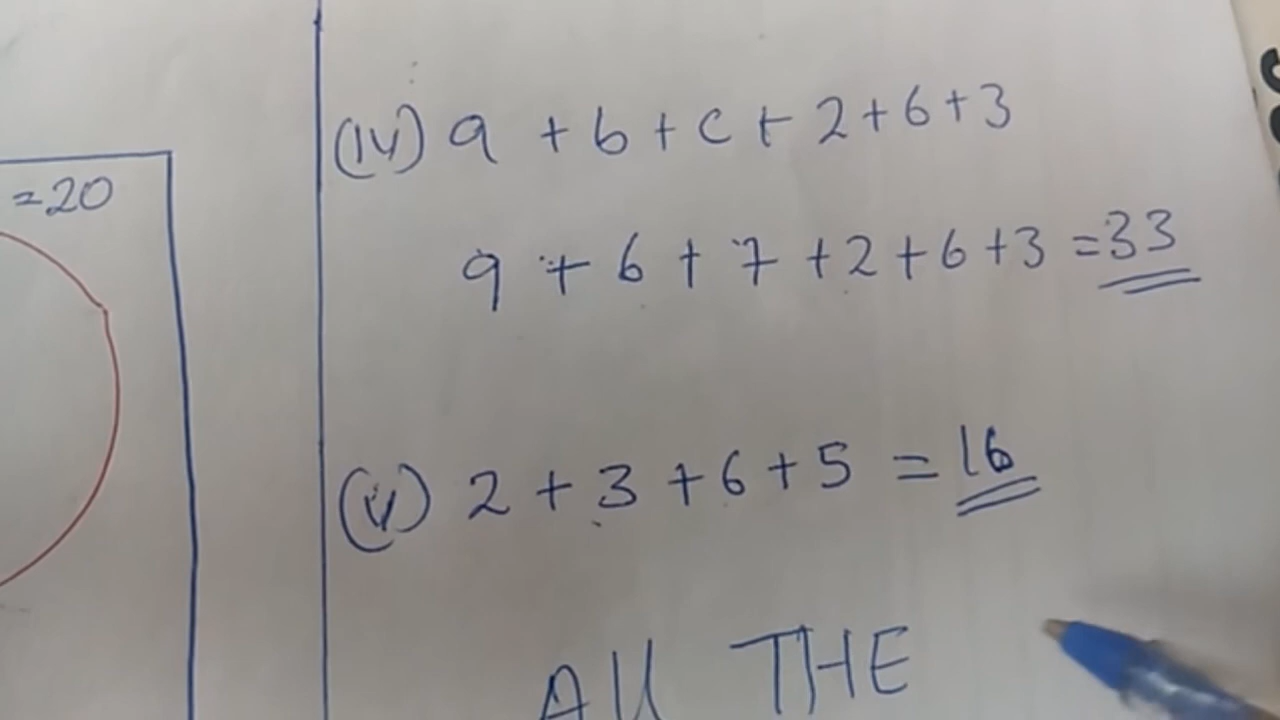 =20
(IV) a + b + c + 2 + 6 + 3
9 + 6 + 7 + 2 + 6 + 3 = 33
(V) 2 + 3 + 6 + 5 = 16
All THE